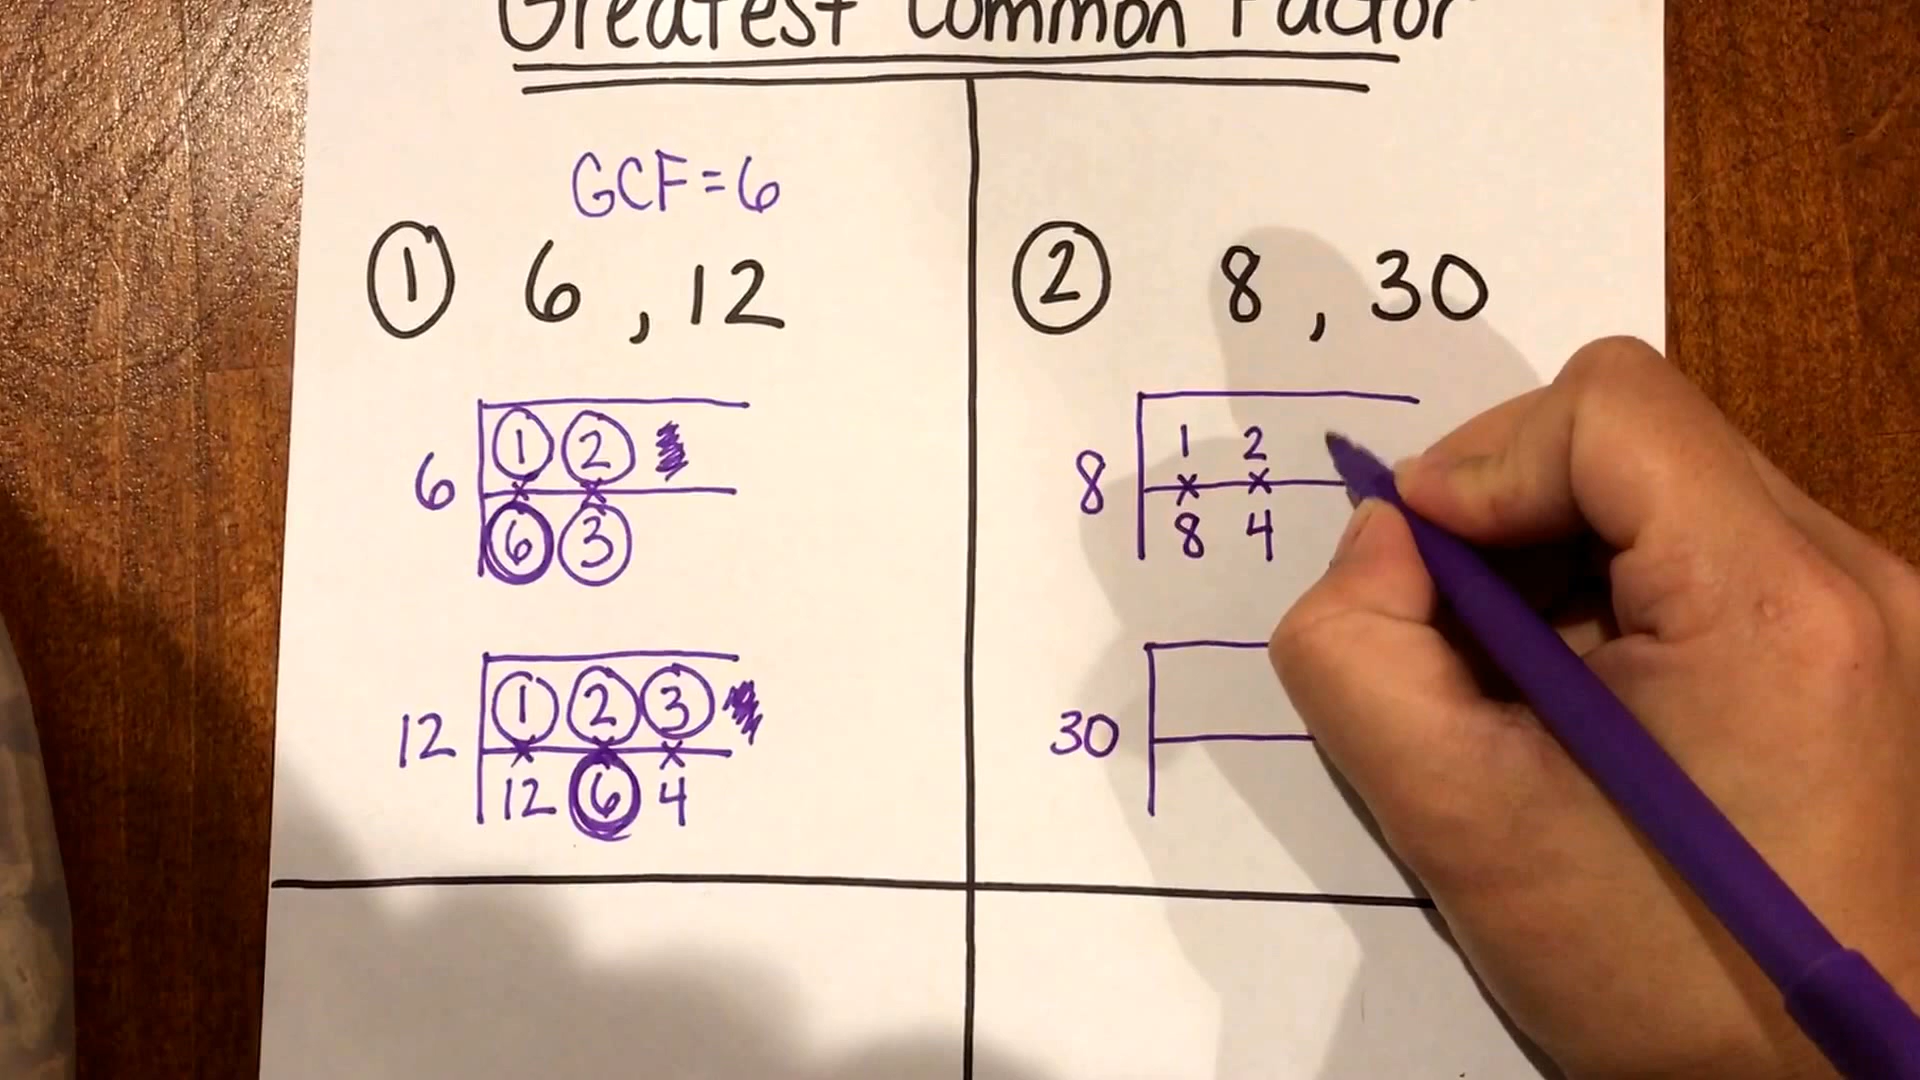 Greatest Common Factor
GCF=6
1 6 , 12
6
1 2
6 3
12
1 2 3
12 6 4
2 8 , 30
8
1 2
× ×
8 4
30